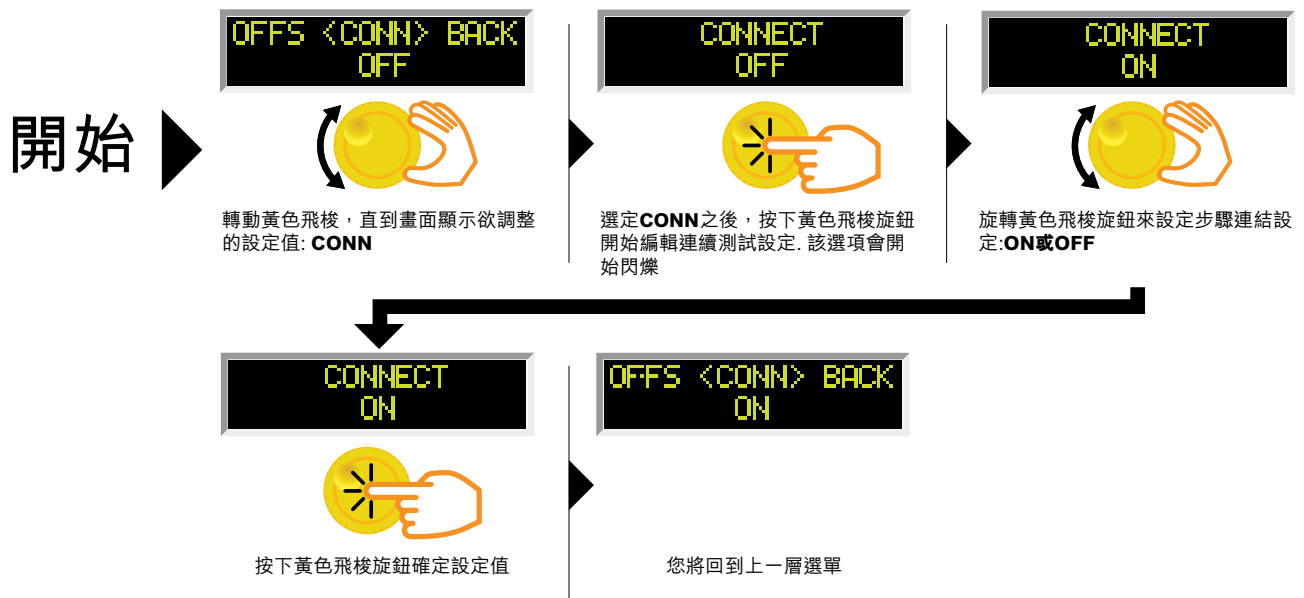 開始
OFFS <CONN> BACK
OFF
轉動黃色飛梭，直到畫面顯示欲調整
的設定值: CONN
CONNECT
OFF
選定CONN之後，按下黃色飛梭旋鈕
開始編輯連續測試設定. 該選項會開
始閃爍
CONNECT
ON
旋轉黃色飛梭旋鈕來設定步驟連結設
定:ON或OFF
CONNECT
ON
按下黃色飛梭旋鈕確定設定值
OFFS <CONN> BACK
ON
您將回到上一層選單